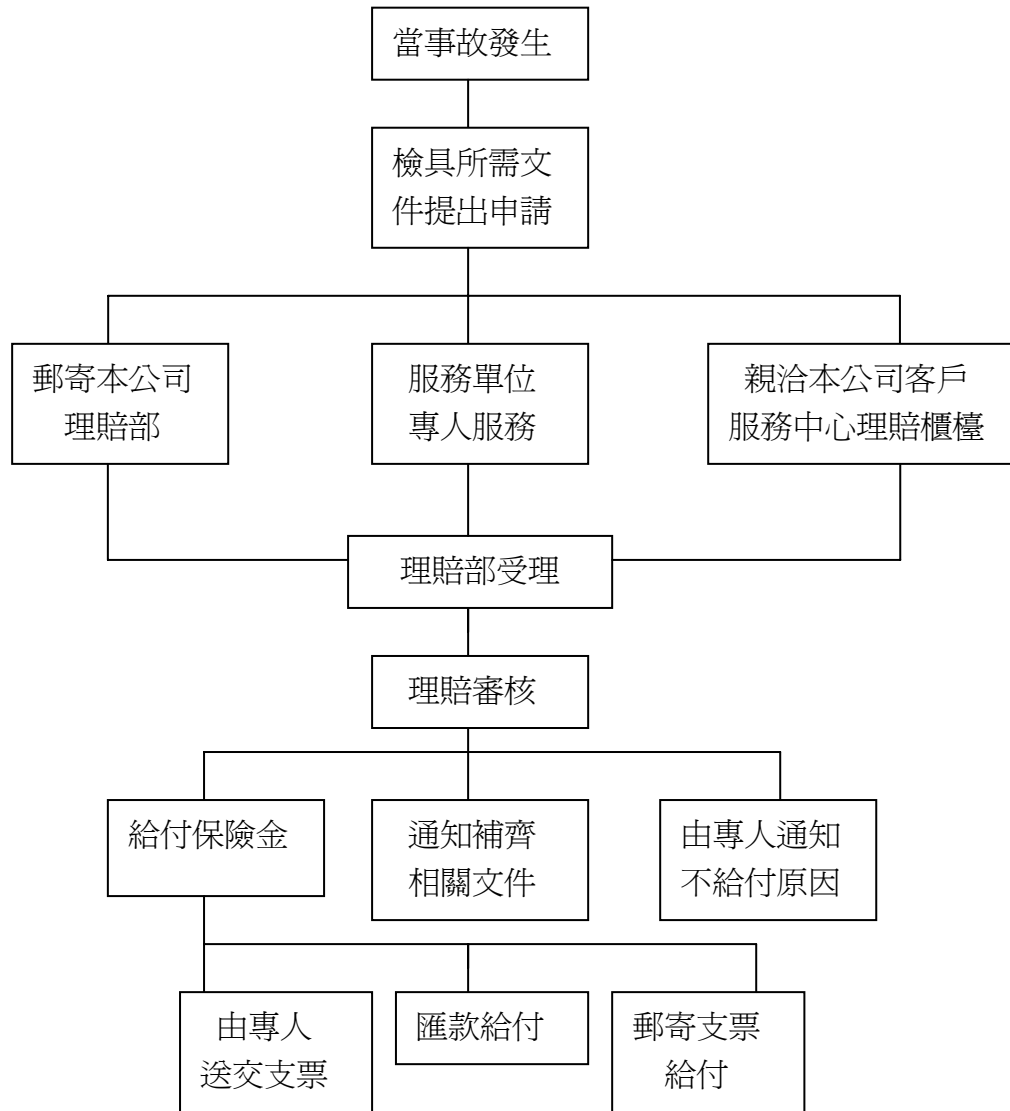 當事故發生
檢具所需文
件提出申請
郵寄本公司
理賠部
服務單位
專人服務
親洽本公司客戶
服務中心理賠櫃檯
理賠部受理
理賠審核
給付保險金
通知補齊
相關文件
由專人通知
不給付原因
由專人
送交支票
匯款給付
郵寄支票
給付